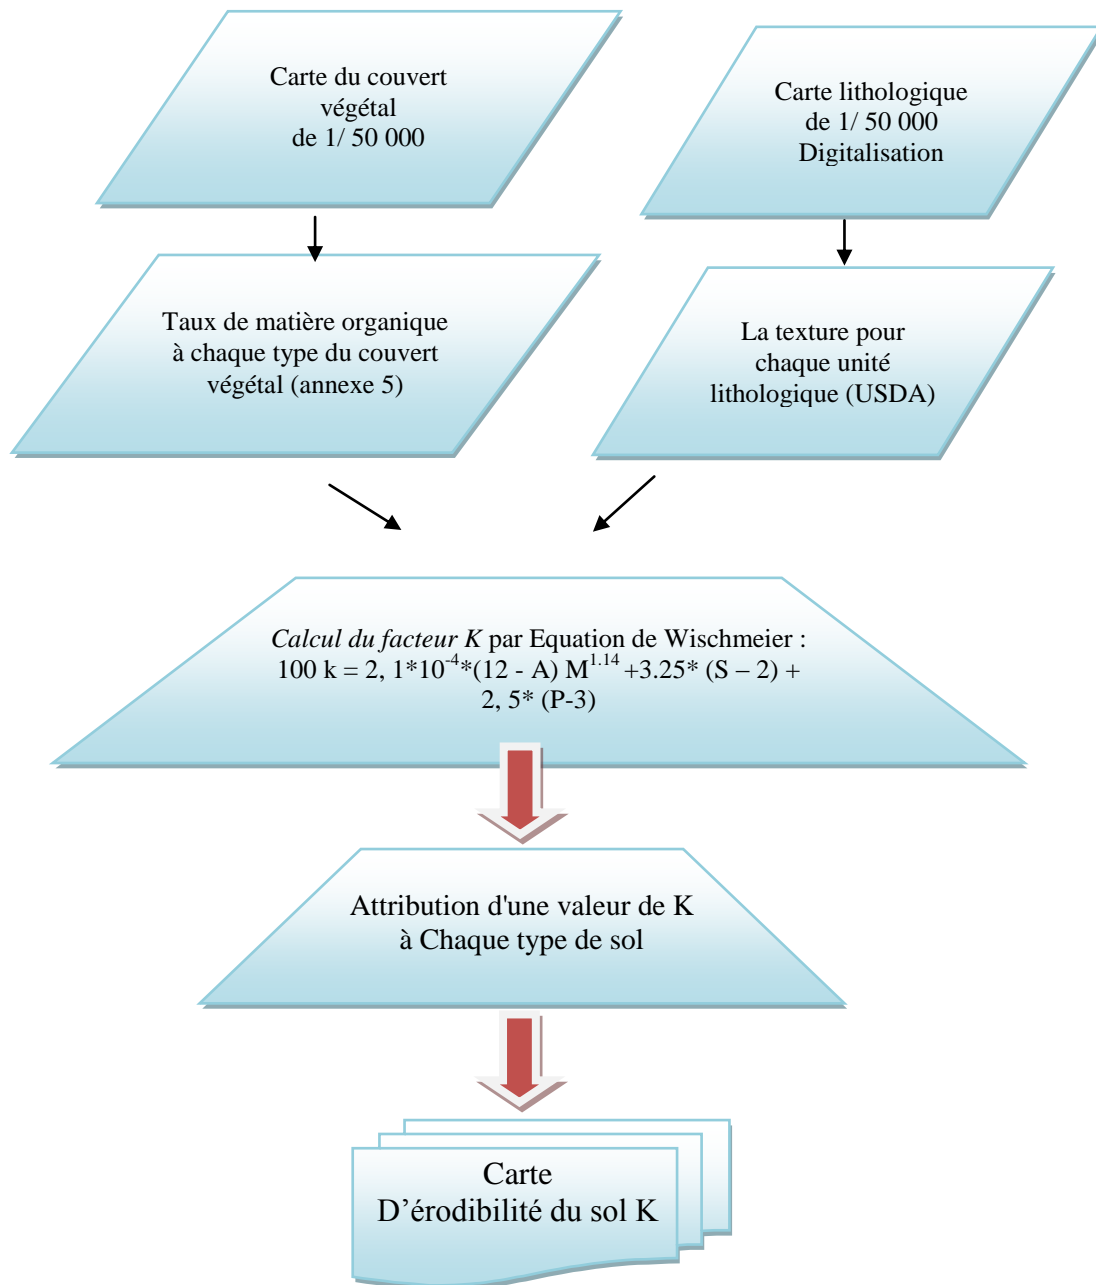 Carte du couvert
végétal
de 1/ 50 000
Carte lithologique
de 1/ 50 000
Digitalisation
Taux de matière organique
à chaque type du couvert
végétal (annexe 5)
La texture pour
chaque unité
lithologique (USDA)
Calcul du facteur K par Equation de Wischmeier :
100 k = 2, 1*10⁻⁴*(12 - A) M¹·¹⁴ +3.25* (S – 2) +
2, 5* (P-3)
Attribution d'une valeur de K
à Chaque type de sol
Carte
D’érodibilité du sol K